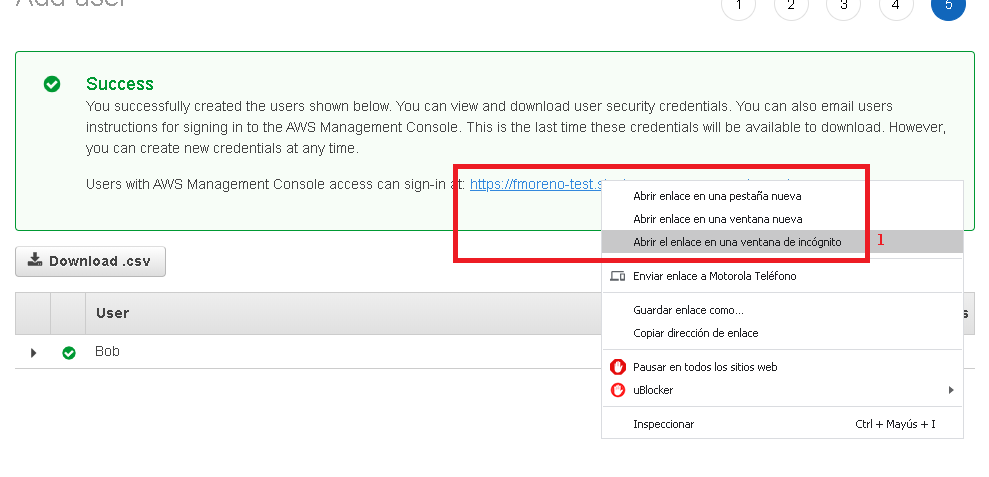 Add user
1 2 3 4 5
Success
You successfully created the users shown below. You can view and download user security credentials. You can also email users
instructions for signing in to the AWS Management Console. This is the last time these credentials will be available to download. However,
you can create new credentials at any time.
Users with AWS Management Console access can sign-in at: https://fmoreno-test.
Abrir enlace en una pestaña nueva
Abrir enlace en una ventana nueva
Abrir el enlace en una ventana de incógnito
1
Enviar enlace a Motorola Teléfono
Guardar enlace como...
Copiar dirección de enlace
Pausar en todos los sitios web
uBlocker
Inspeccionar Ctrl + Mayús + I
Download .csv
User
Bob